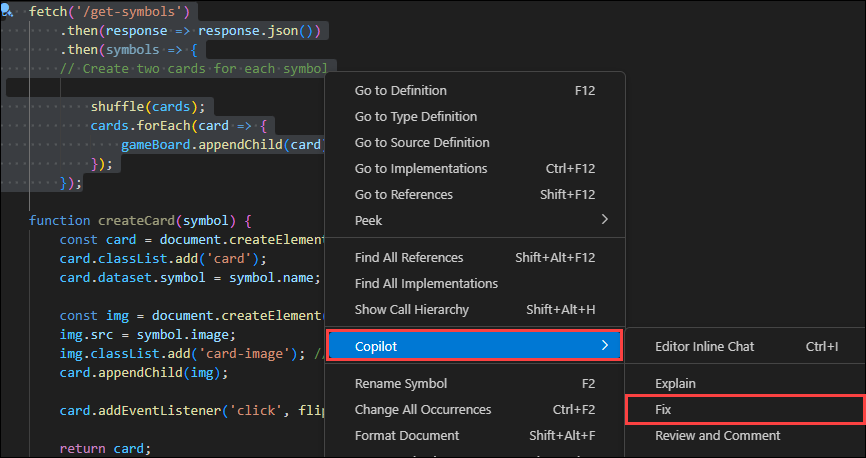 fetch('/get-symbols')
.then(response => response.json())
.then(symbols => {
// Create two cards for each symbol
shuffle(cards);
cards.forEach(card => {
gameBoard.appendChild(card)
});
});
function createCard(symbol) {
const card = document.createElement
card.classList.add('card');
card.dataset.symbol = symbol.name;
const img = document.createElement(
img.src = symbol.image;
img.classList.add('card-image'); //
card.appendChild(img);
card.addEventListener('click', flip
return card;
Go to Definition F12
Go to Type Definition
Go to Source Definition
Go to Implementations Ctrl+F12
Go to References Shift+F12
Peek
Find All References Shift+Alt+F12
Find All Implementations
Show Call Hierarchy Shift+Alt+H
Copilot
Rename Symbol F2
Change All Occurrences Ctrl+F2
Format Document Shift+Alt+F
Editor Inline Chat Ctrl+I
Explain
Fix
Review and Comment